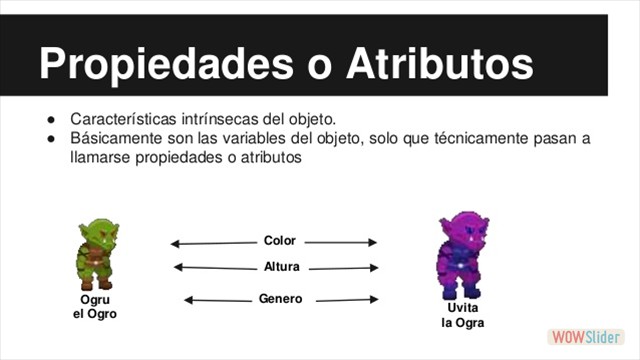 Propiedades o Atributos
● Características intrínsecas del objeto.
● Básicamente son las variables del objeto, solo que técnicamente pasan a
llamarse propiedades o atributos
Color
Altura
Genero
Ogru
el Ogro
Uvita
la Ogra
WOWSlider